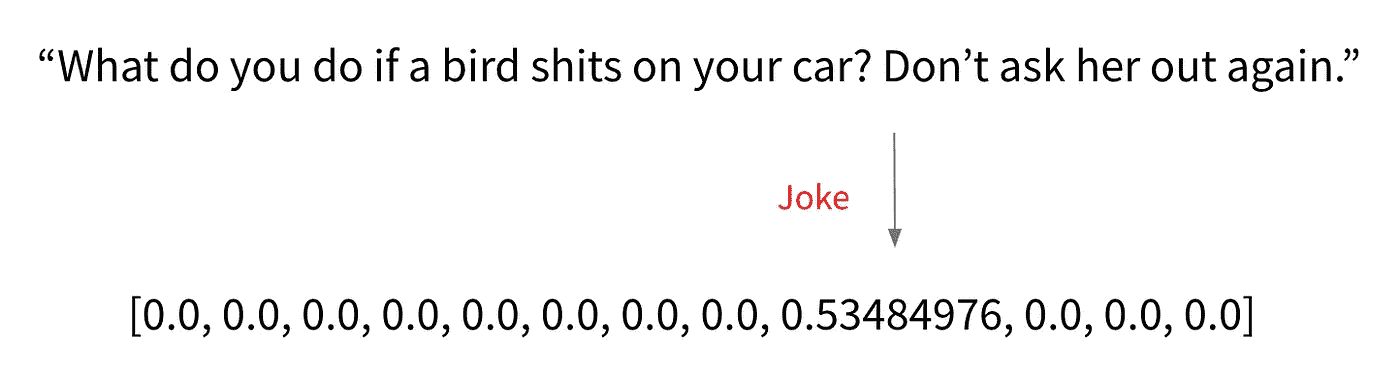 “What do you do if a bird shits on your car? Don’t ask her out again.”
Joke
[0.0, 0.0, 0.0, 0.0, 0.0, 0.0, 0.0, 0.0, 0.53484976, 0.0, 0.0, 0.0]